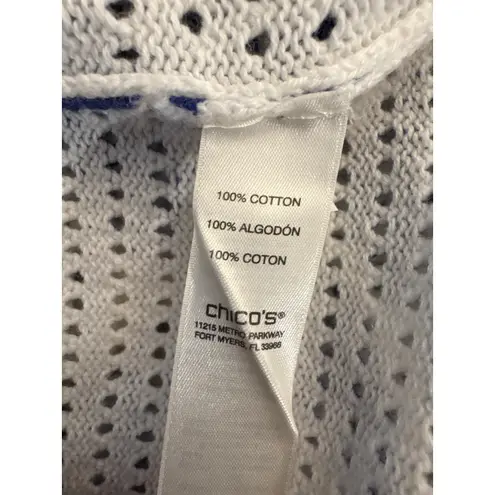 100% COTTON
100% ALGODÓN
100% COTON
chico's®
11215 METRO PARKWAY
FORT MYERS, FL 33966